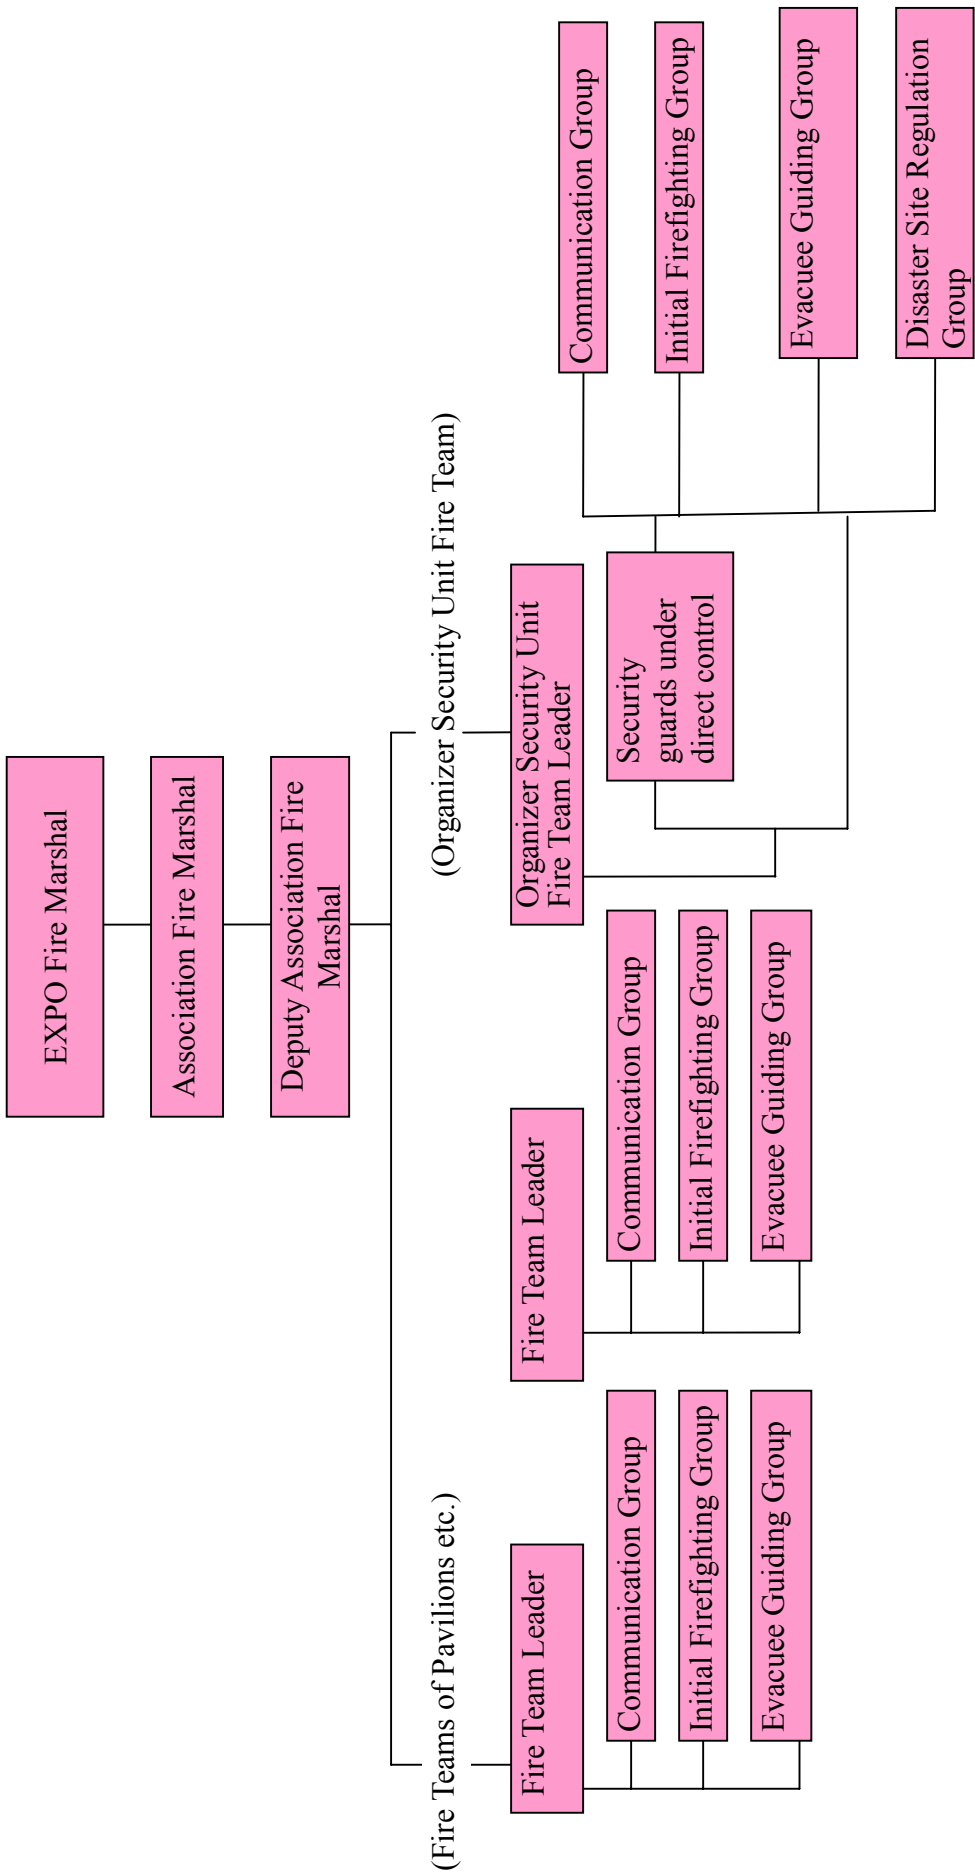 EXPO Fire Marshal
Association Fire Marshal
Deputy Association Fire
Marshal
(Fire Teams of Pavilions etc.)
(Organizer Security Unit Fire Team)
Fire Team Leader
Communication Group
Initial Firefighting Group
Evacuee Guiding Group
Fire Team Leader
Communication Group
Initial Firefighting Group
Evacuee Guiding Group
Organizer Security Unit
Fire Team Leader
Security
guards under
direct control
Communication Group
Initial Firefighting Group
Evacuee Guiding Group
Disaster Site Regulation
Group